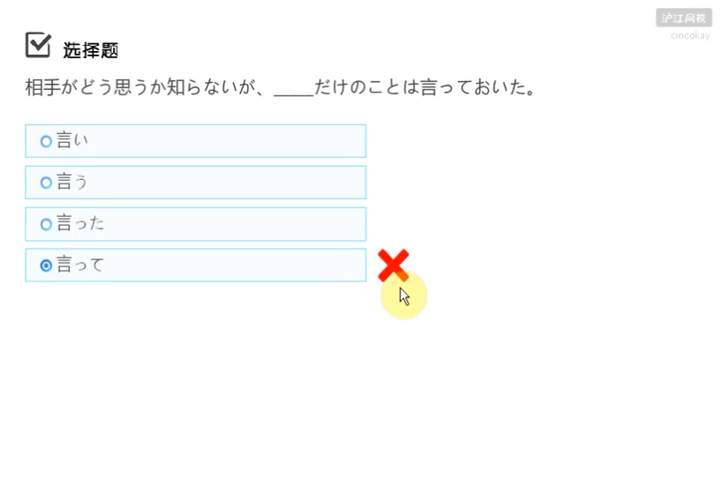 沪江网校
cincokay
选择题
相手がどう思うか知らないが、____だけのことは言っておいた。
言い
言う
言った
言って